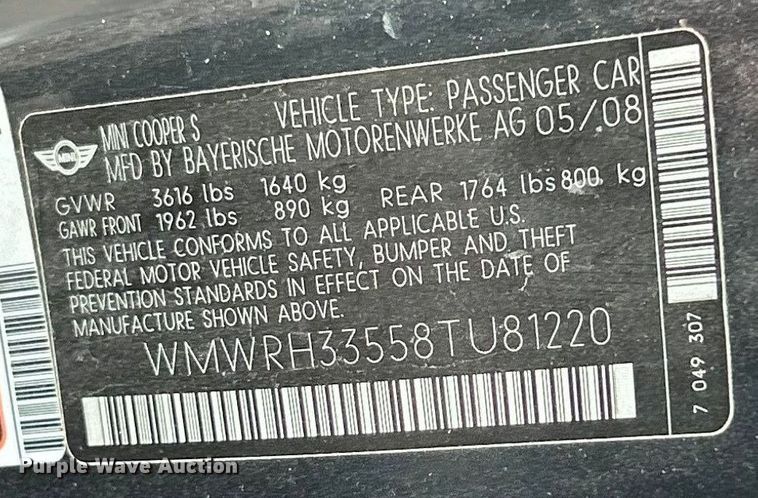 MINI COOPER S VEHICLE TYPE: PASSENGER CAR
MINI
MFD BY BAYERISCHE MOTORENWERKE AG 05/08
GVWR 3616 lbs 1640 kg
GAWR FRONT 1962 lbs 890 kg REAR 1764 lbs 800 kg
THIS VEHICLE CONFORMS TO ALL APPLICABLE U.S.
FEDERAL MOTOR VEHICLE SAFETY, BUMPER AND THEFT
PREVENTION STANDARDS IN EFFECT ON THE DATE OF
MANUFACTURE SHOWN ABOVE.
WMWRH33558TU81220
7 049 307
Purple Wave Auction